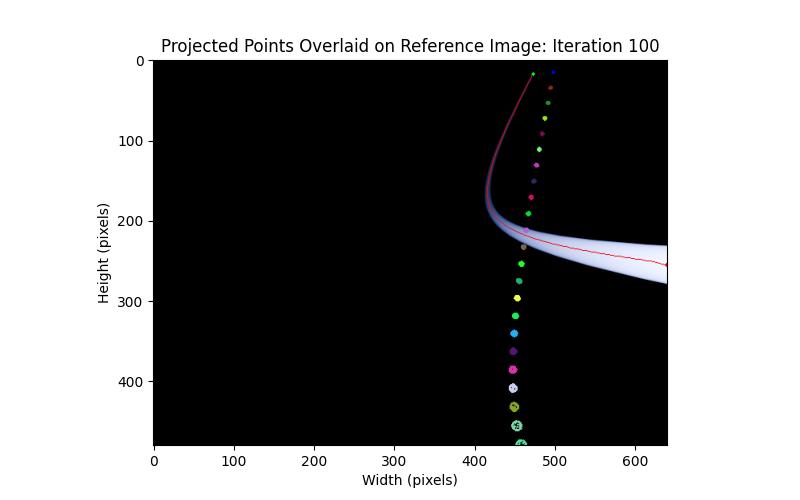 Projected Points Overlaid on Reference Image: Iteration 100
0
100
200
300
400
Height (pixels)
0 100 200 300 400 500 600
Width (pixels)